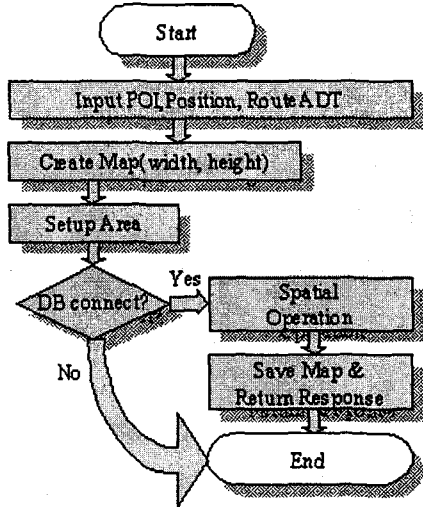 Start
Input POI,Position, Route ADT
Create Map(width, height)
Setup Area
DB connect?
Yes
No
Spatial
Operation
Save Map &
Return Response
End